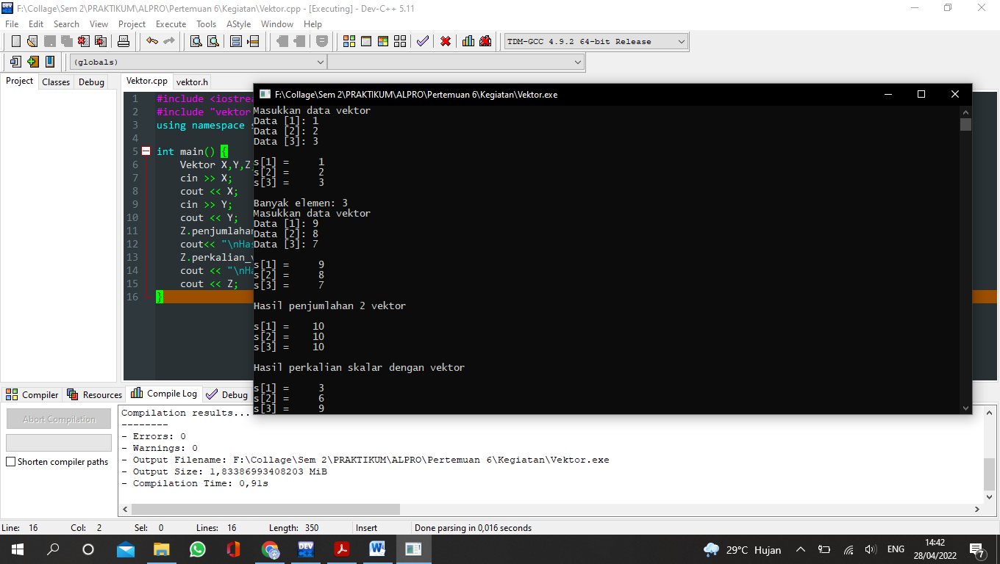 F:\Collage\Sem 2\PRAKTIKUM\ALPRO\Pertemuan 6\Kegiatan\Vektor.cpp - [Executing] - Dev-C++ 5.11
File Edit Search View Project Execute Tools AStyle Window Help
TDM-GCC 4.9.2 64-bit Release
(globals)
Project Classes Debug
Vektor.cpp vektor.h
1 #include <iostrea
2 #include "vektor
3 using namespace s
4
5 int main() {
6 Vektor X,Y,Z
7 cin >> X;
8 cout << X;
9 cin >> Y;
10 cout << Y;
11 Z.penjumlahan
12 cout<< "\nHas
13 Z.perkalian_v
14 cout << "\nHa
15 cout << Z;
16 }
F:\Collage\Sem 2\PRAKTIKUM\ALPRO\Pertemuan 6\Kegiatan\Vektor.exe
Masukkan data vektor
Data [1]: 1
Data [2]: 2
Data [3]: 3
s[1] = 1
s[2] = 2
s[3] = 3
Banyak elemen: 3
Masukkan data vektor
Data [1]: 9
Data [2]: 8
Data [3]: 7
s[1] = 9
s[2] = 8
s[3] = 7
Hasil penjumlahan 2 vektor
s[1] = 10
s[2] = 10
s[3] = 10
Hasil perkalian skalar dengan vektor
s[1] = 3
s[2] = 6
s[3] = 9
Compiler Resources Compile Log Debug
Abort Compilation
Shorten compiler paths
Compilation results...
--------
- Errors: 0
- Warnings: 0
- Output Filename: F:\Collage\Sem 2\PRAKTIKUM\ALPRO\Pertemuan 6\Kegiatan\Vektor.exe
- Output Size: 1,83386993408203 MiB
- Compilation Time: 0,91s
Line: 16 Col: 2 Sel: 0 Lines: 16 Length: 350 Insert Done parsing in 0,016 seconds
29°C Hujan ENG 14:42
28/04/2022
7